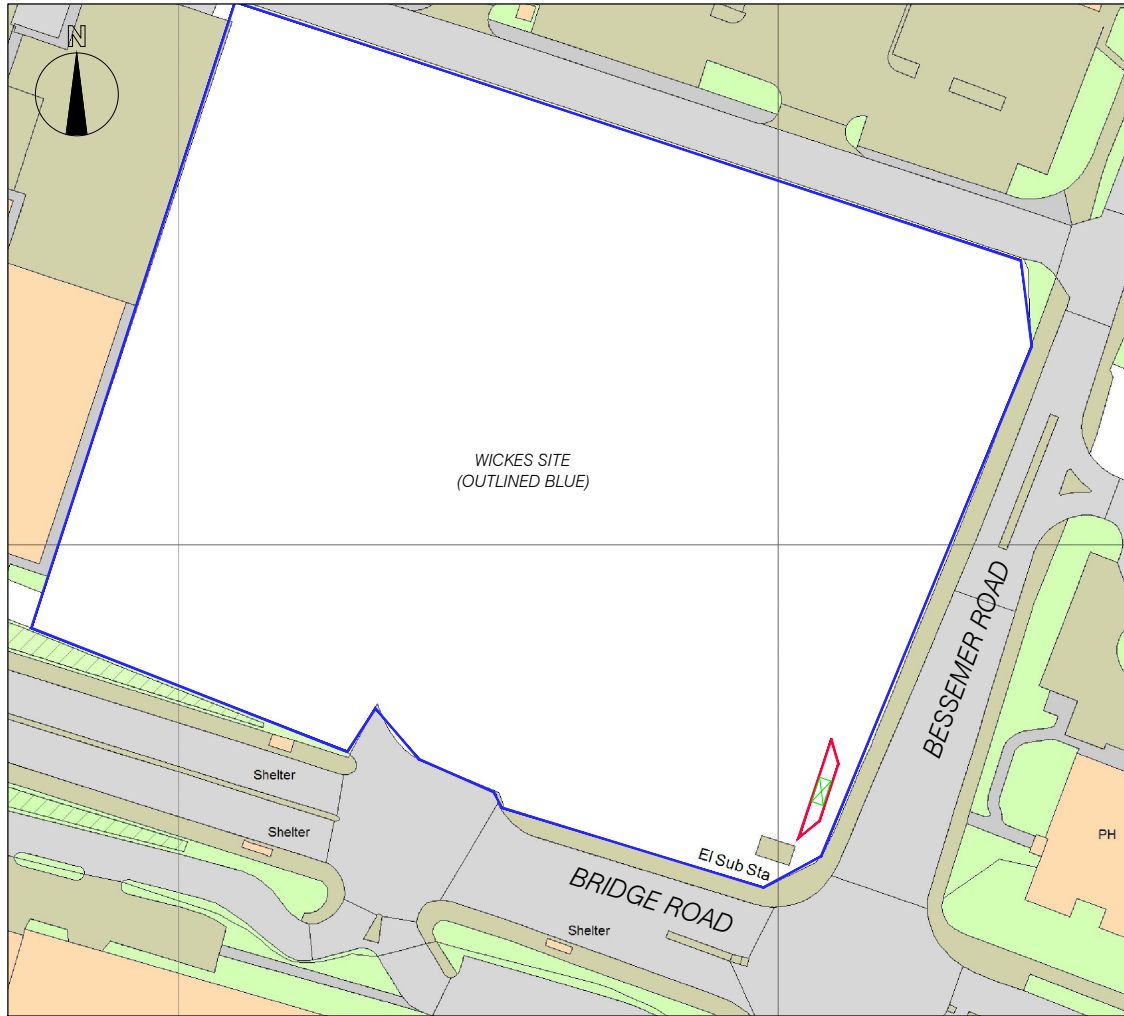 N
WICKES SITE
(OUTLINED BLUE)
BESSEMER ROAD
Shelter
Shelter
PH
El Sub Sta
BRIDGE ROAD
Shelter